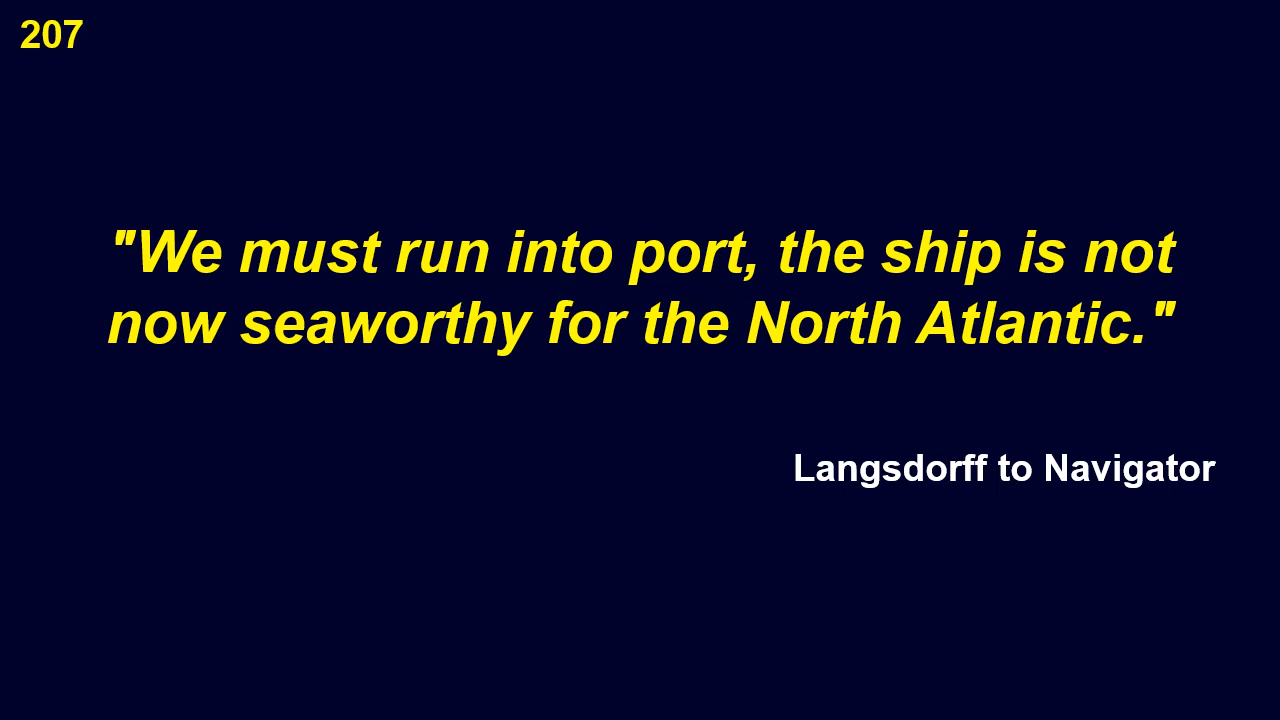 207
"We must run into port, the ship is not
now seaworthy for the North Atlantic."
Langsdorff to Navigator